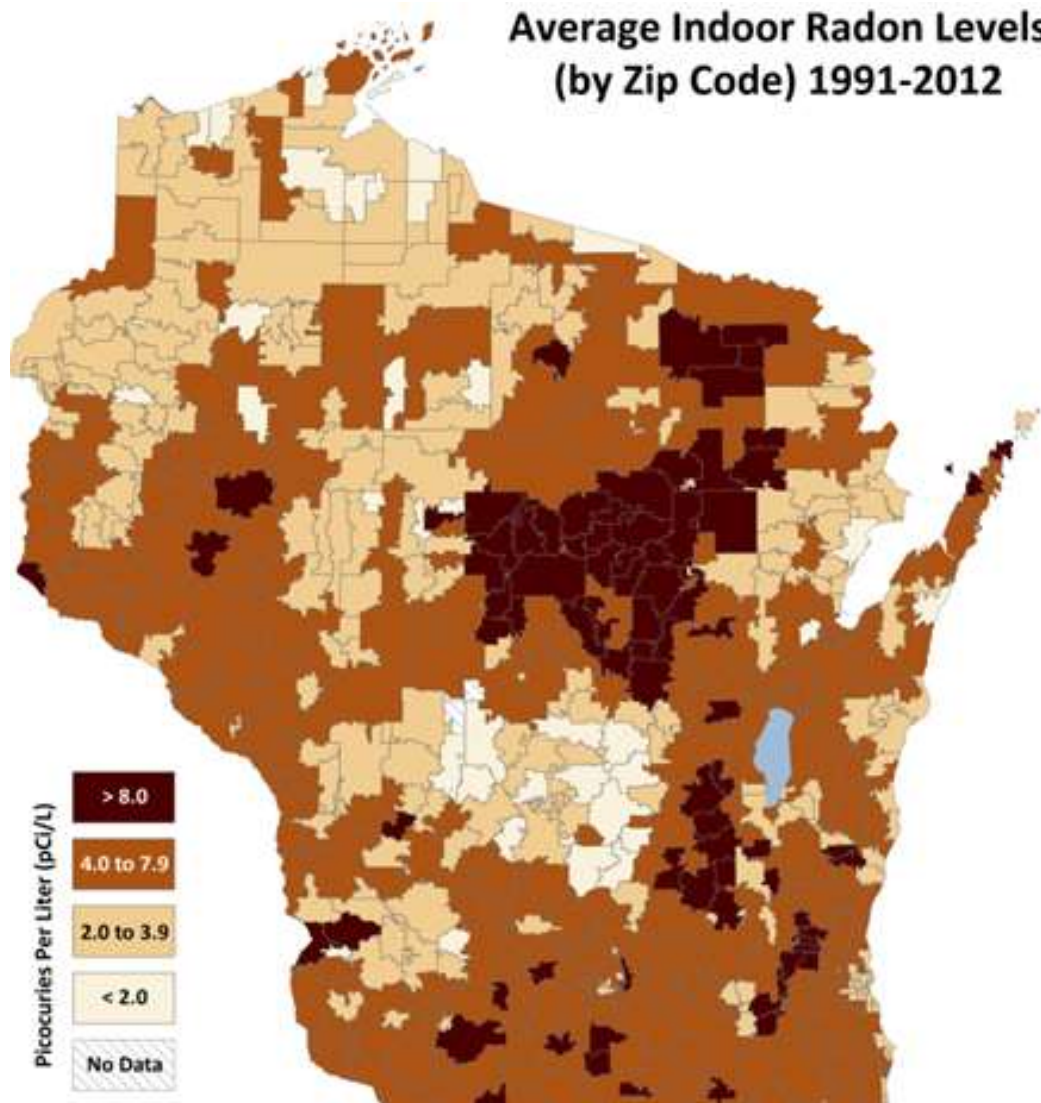 Average Indoor Radon Levels
(by Zip Code) 1991-2012
Picocuries Per Liter (pCi/L)
> 8.0
4.0 to 7.9
2.0 to 3.9
< 2.0
No Data